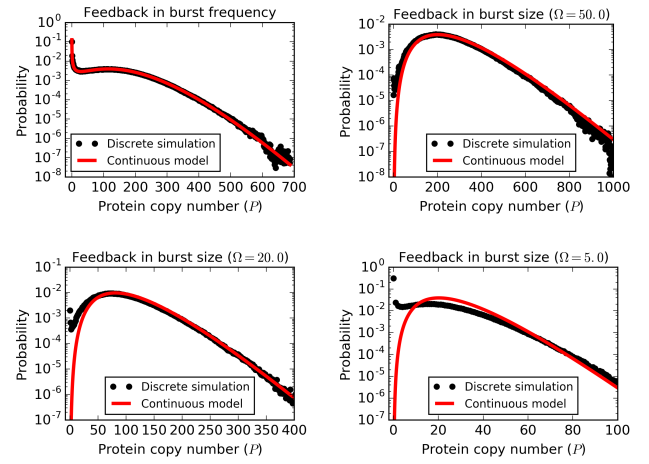 Feedback in burst frequency
Probability
10^0
10^-1
10^-2
10^-3
10^-4
10^-5
10^-6
10^-7
10^-8
Discrete simulation
Continuous model
0 100 200 300 400 500 600 700
Protein copy number (P)
Feedback in burst size (Ω=50.0)
Probability
10^-2
10^-3
10^-4
10^-5
10^-6
10^-7
10^-8
Discrete simulation
Continuous model
0 200 400 600 800 1000
Protein copy number (P)
Feedback in burst size (Ω=20.0)
Probability
10^-1
10^-2
10^-3
10^-4
10^-5
10^-6
10^-7
Discrete simulation
Continuous model
0 50 100 150 200 250 300 350 400
Protein copy number (P)
Feedback in burst size (Ω=5.0)
Probability
10^0
10^-1
10^-2
10^-3
10^-4
10^-5
10^-6
10^-7
Discrete simulation
Continuous model
0 20 40 60 80 100
Protein copy number (P)